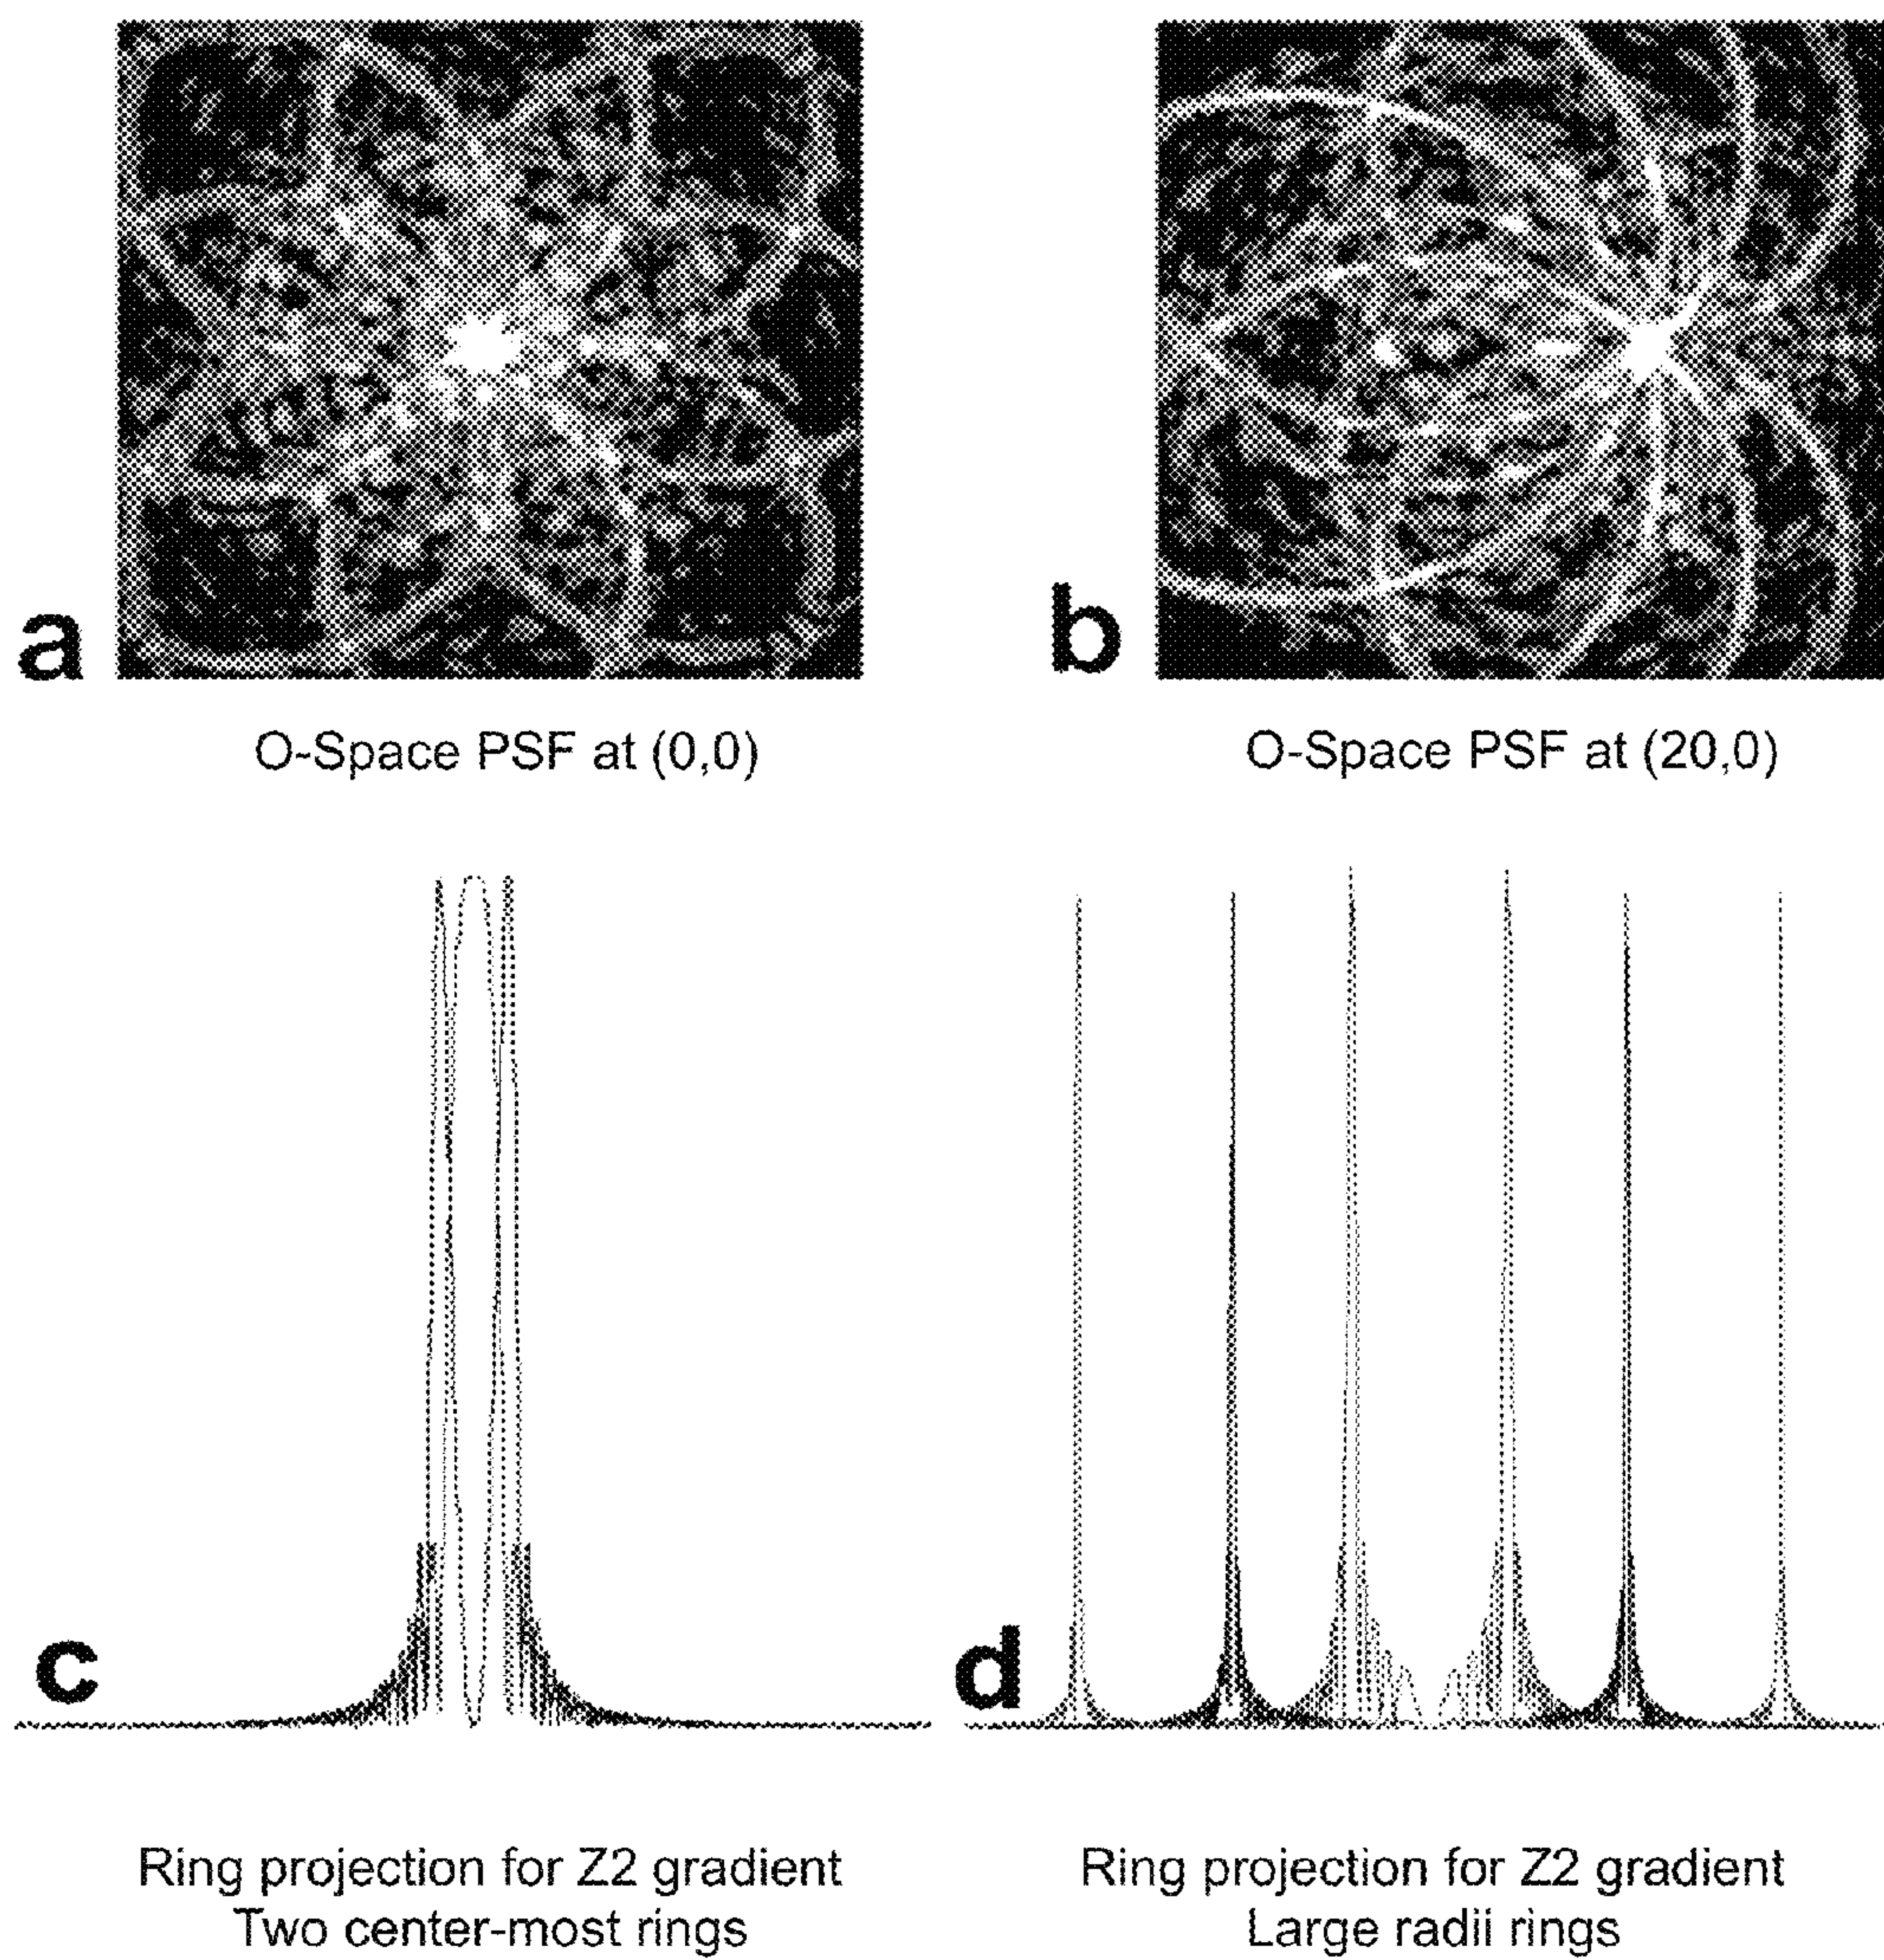 a
b
O-Space PSF at (0,0)
O-Space PSF at (20,0)
c
d
Ring projection for Z2 gradient
Two center-most rings
Ring projection for Z2 gradient
Large radii rings